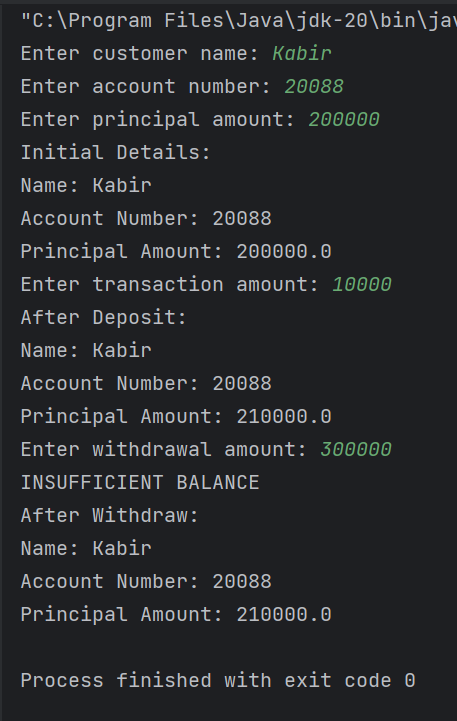 "C:\Program Files\Java\jdk-20\bin\jav
Enter customer name: Kabir
Enter account number: 20088
Enter principal amount: 200000
Initial Details:
Name: Kabir
Account Number: 20088
Principal Amount: 200000.0
Enter transaction amount: 10000
After Deposit:
Name: Kabir
Account Number: 20088
Principal Amount: 210000.0
Enter withdrawal amount: 300000
INSUFFICIENT BALANCE
After Withdraw:
Name: Kabir
Account Number: 20088
Principal Amount: 210000.0
Process finished with exit code 0